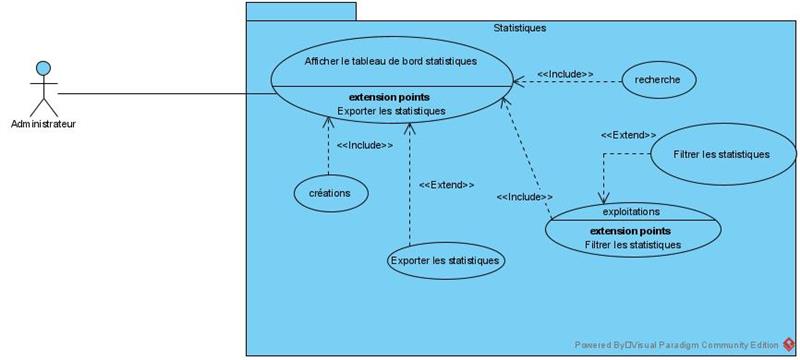 Statistiques
Afficher le tableau de bord statistiques
extension points
Exporter les statistiques
<<Include>>
recherche
Administrateur
<<Include>>
<<Extend>>
Filtrer les statistiques
créations
<<Extend>>
<<Include>>
exploitations
extension points
Filtrer les statistiques
Exporter les statistiques
Powered By□Visual Paradigm Community Edition